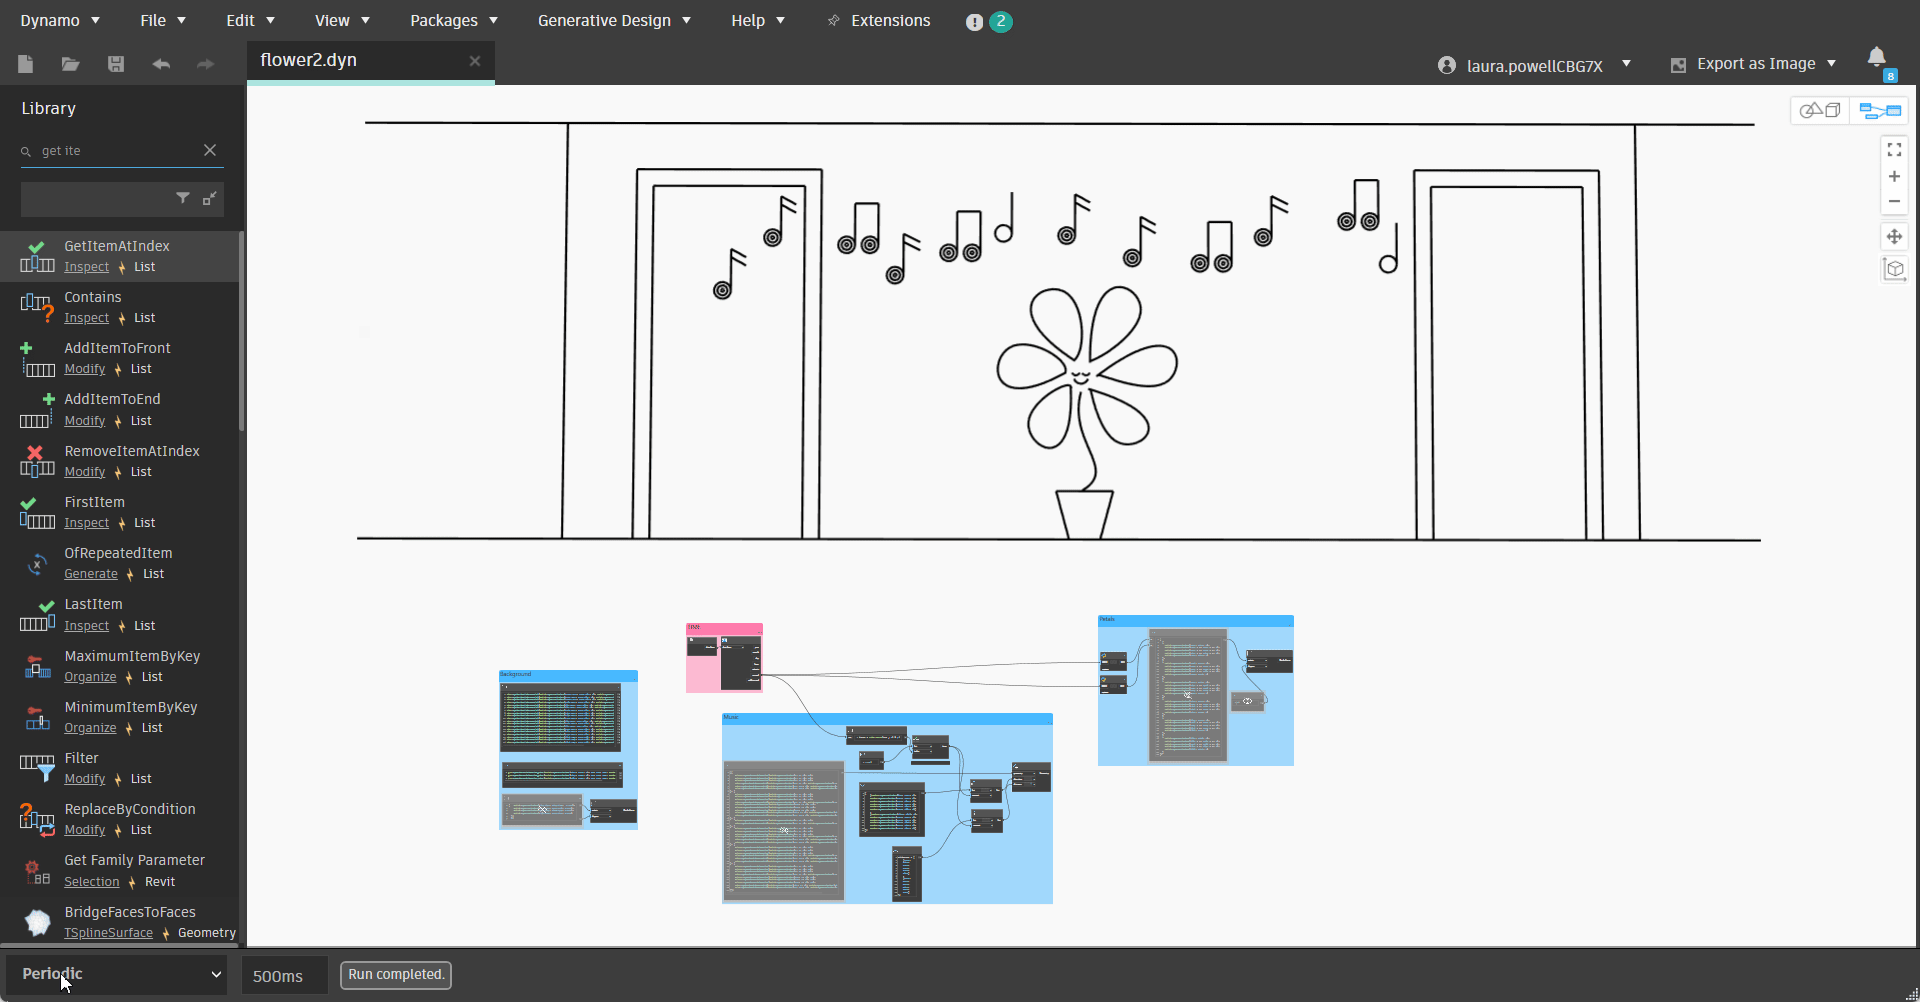 Dynamo File Edit View Packages Generative Design Help Extensions ! 2
flower2.dyn
laura.powellCBG7X
Export as Image
8
Library
get ite
GetItemAtIndex
Inspect List
Contains
Inspect List
AddItemToFront
Modify List
AddItemToEnd
Modify List
RemoveItemAtIndex
Modify List
FirstItem
Inspect List
OfRepeatedItem
Generate List
LastItem
Inspect List
MaximumItemByKey
Organize List
MinimumItemByKey
Organize List
Filter
Modify List
ReplaceByCondition
Modify List
Get Family Parameter
Selection Revit
BridgeFacesToFaces
TSplineSurface Geometry
Background
Music
Petals
Periodic
500ms
Run completed.